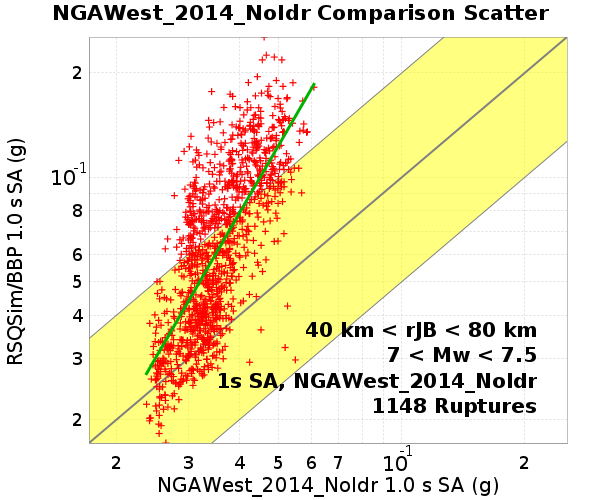 NGAWest_2014_NoIdr Comparison Scatter
RSQSim/BBP 1.0 s SA (g)
2
10-1
8
6
5
4
3
2
40 km < rJB < 80 km
7 < Mw < 7.5
1s SA, NGAWest_2014_NoIdr
1148 Ruptures
2 3 4 5 6 7 10-1 2
NGAWest_2014_NoIdr 1.0 s SA (g)